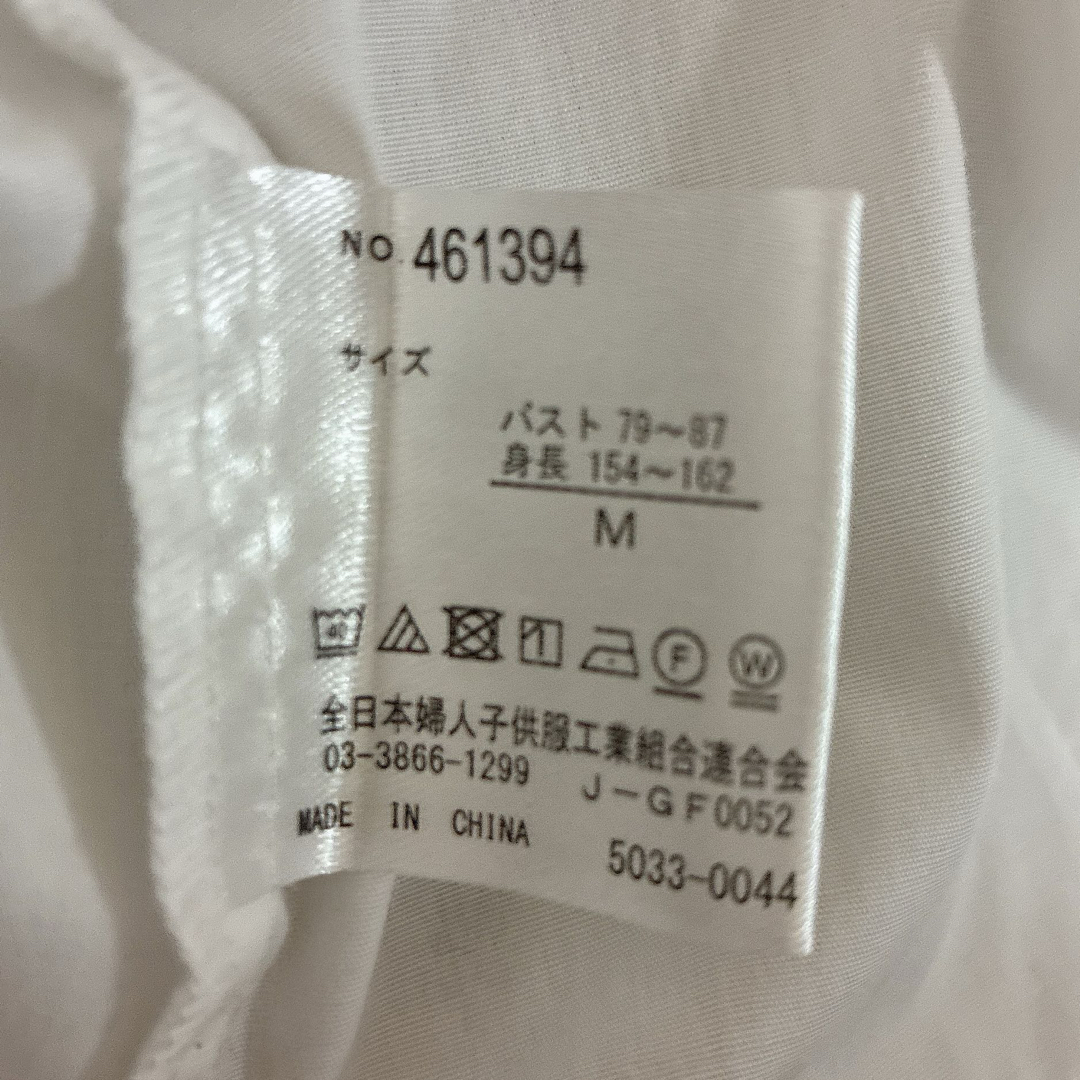 No. 461394
サイズ
バスト 79～87
身長 154～162
M
40 F W
全日本婦人子供服工業組合連合会
03-3866-1299
J-GF0052
MADE IN CHINA
5033-0044